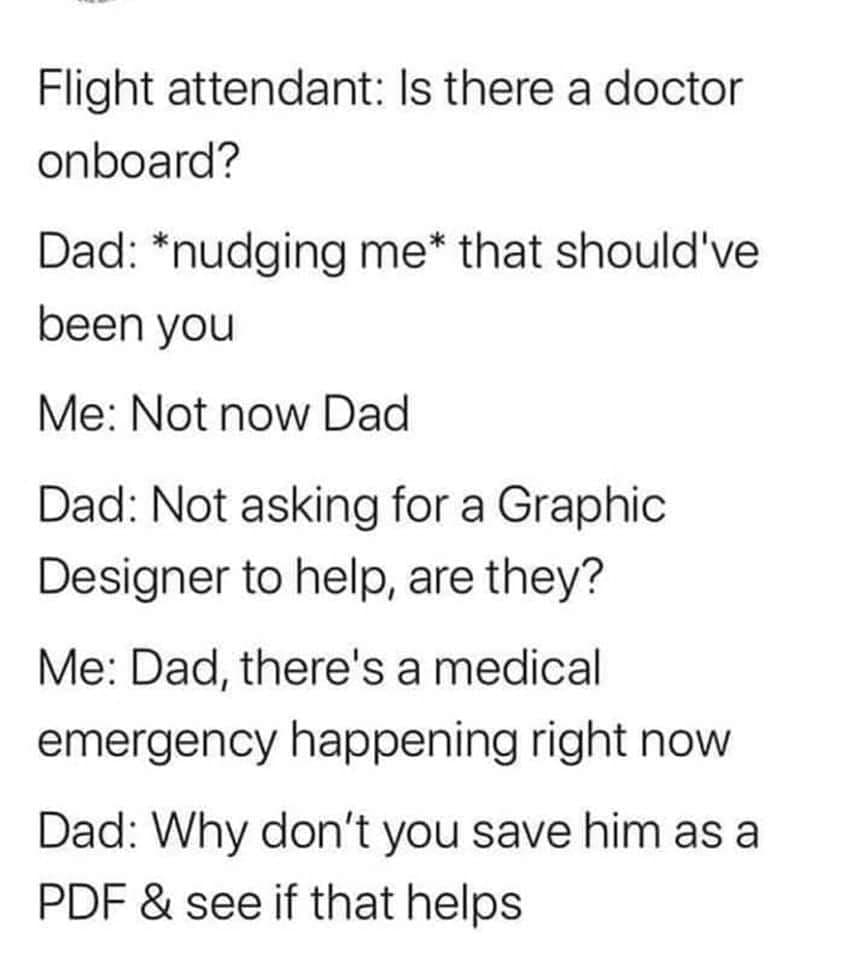 Flight attendant: Is there a doctor
onboard?
Dad: *nudging me* that should've
been you
Me: Not now Dad
Dad: Not asking for a Graphic
Designer to help, are they?
Me: Dad, there's a medical
emergency happening right now
Dad: Why don't you save him as a
PDF & see if that helps